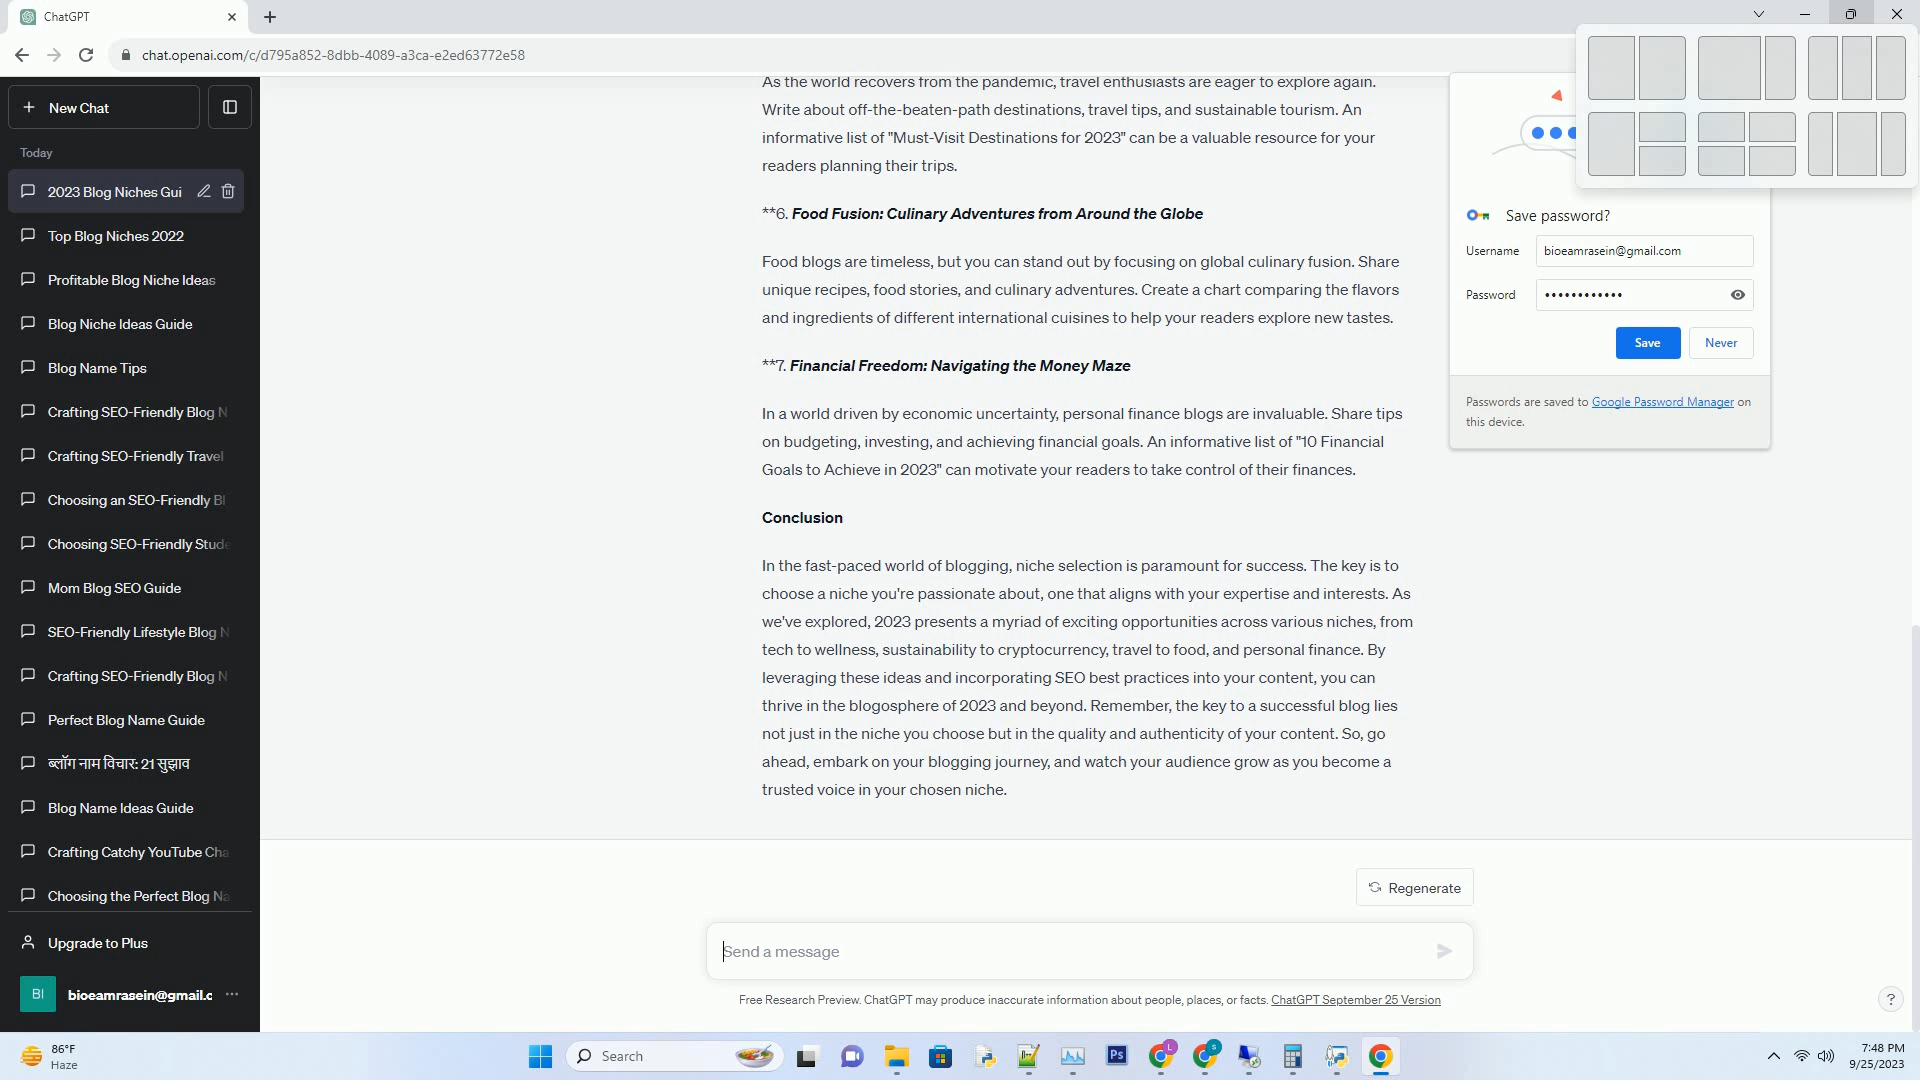 ChatGPT
chat.openai.com/c/d795a852-8dbb-4089-a3ca-e2ed63772e58
New Chat
Today
2023 Blog Niches Gui
Top Blog Niches 2022
Profitable Blog Niche Ideas
Blog Niche Ideas Guide
Blog Name Tips
Crafting SEO-Friendly Blog N
Crafting SEO-Friendly Travel
Choosing an SEO-Friendly Bl
Choosing SEO-Friendly Stude
Mom Blog SEO Guide
SEO-Friendly Lifestyle Blog N
Crafting SEO-Friendly Blog N
Perfect Blog Name Guide
ब्लॉग नाम विचार: 21 सुझाव
Blog Name Ideas Guide
Crafting Catchy YouTube Cha
Choosing the Perfect Blog Na
Upgrade to Plus
BI
bioeamrasein@gmail.c
As the world recovers from the pandemic, travel enthusiasts are eager to explore again.
Write about off-the-beaten-path destinations, travel tips, and sustainable tourism. An
informative list of "Must-Visit Destinations for 2023" can be a valuable resource for your
readers planning their trips.
**6. Food Fusion: Culinary Adventures from Around the Globe
Food blogs are timeless, but you can stand out by focusing on global culinary fusion. Share
unique recipes, food stories, and culinary adventures. Create a chart comparing the flavors
and ingredients of different international cuisines to help your readers explore new tastes.
**7. Financial Freedom: Navigating the Money Maze
In a world driven by economic uncertainty, personal finance blogs are invaluable. Share tips
on budgeting, investing, and achieving financial goals. An informative list of "10 Financial
Goals to Achieve in 2023" can motivate your readers to take control of their finances.
Conclusion
In the fast-paced world of blogging, niche selection is paramount for success. The key is to
choose a niche you're passionate about, one that aligns with your expertise and interests. As
we've explored, 2023 presents a myriad of exciting opportunities across various niches, from
tech to wellness, sustainability to cryptocurrency, travel to food, and personal finance. By
leveraging these ideas and incorporating SEO best practices into your content, you can
thrive in the blogosphere of 2023 and beyond. Remember, the key to a successful blog lies
not just in the niche you choose but in the quality and authenticity of your content. So, go
ahead, embark on your blogging journey, and watch your audience grow as you become a
trusted voice in your chosen niche.
Regenerate
Send a message
Free Research Preview. ChatGPT may produce inaccurate information about people, places, or facts. ChatGPT September 25 Version
?
Save password?
Username
bioeamrasein@gmail.com
Password
••••••••••••
Save
Never
Passwords are saved to Google Password Manager on
this device.
86°F
Haze
Search
Ps
L
S
7:48 PM
9/25/2023